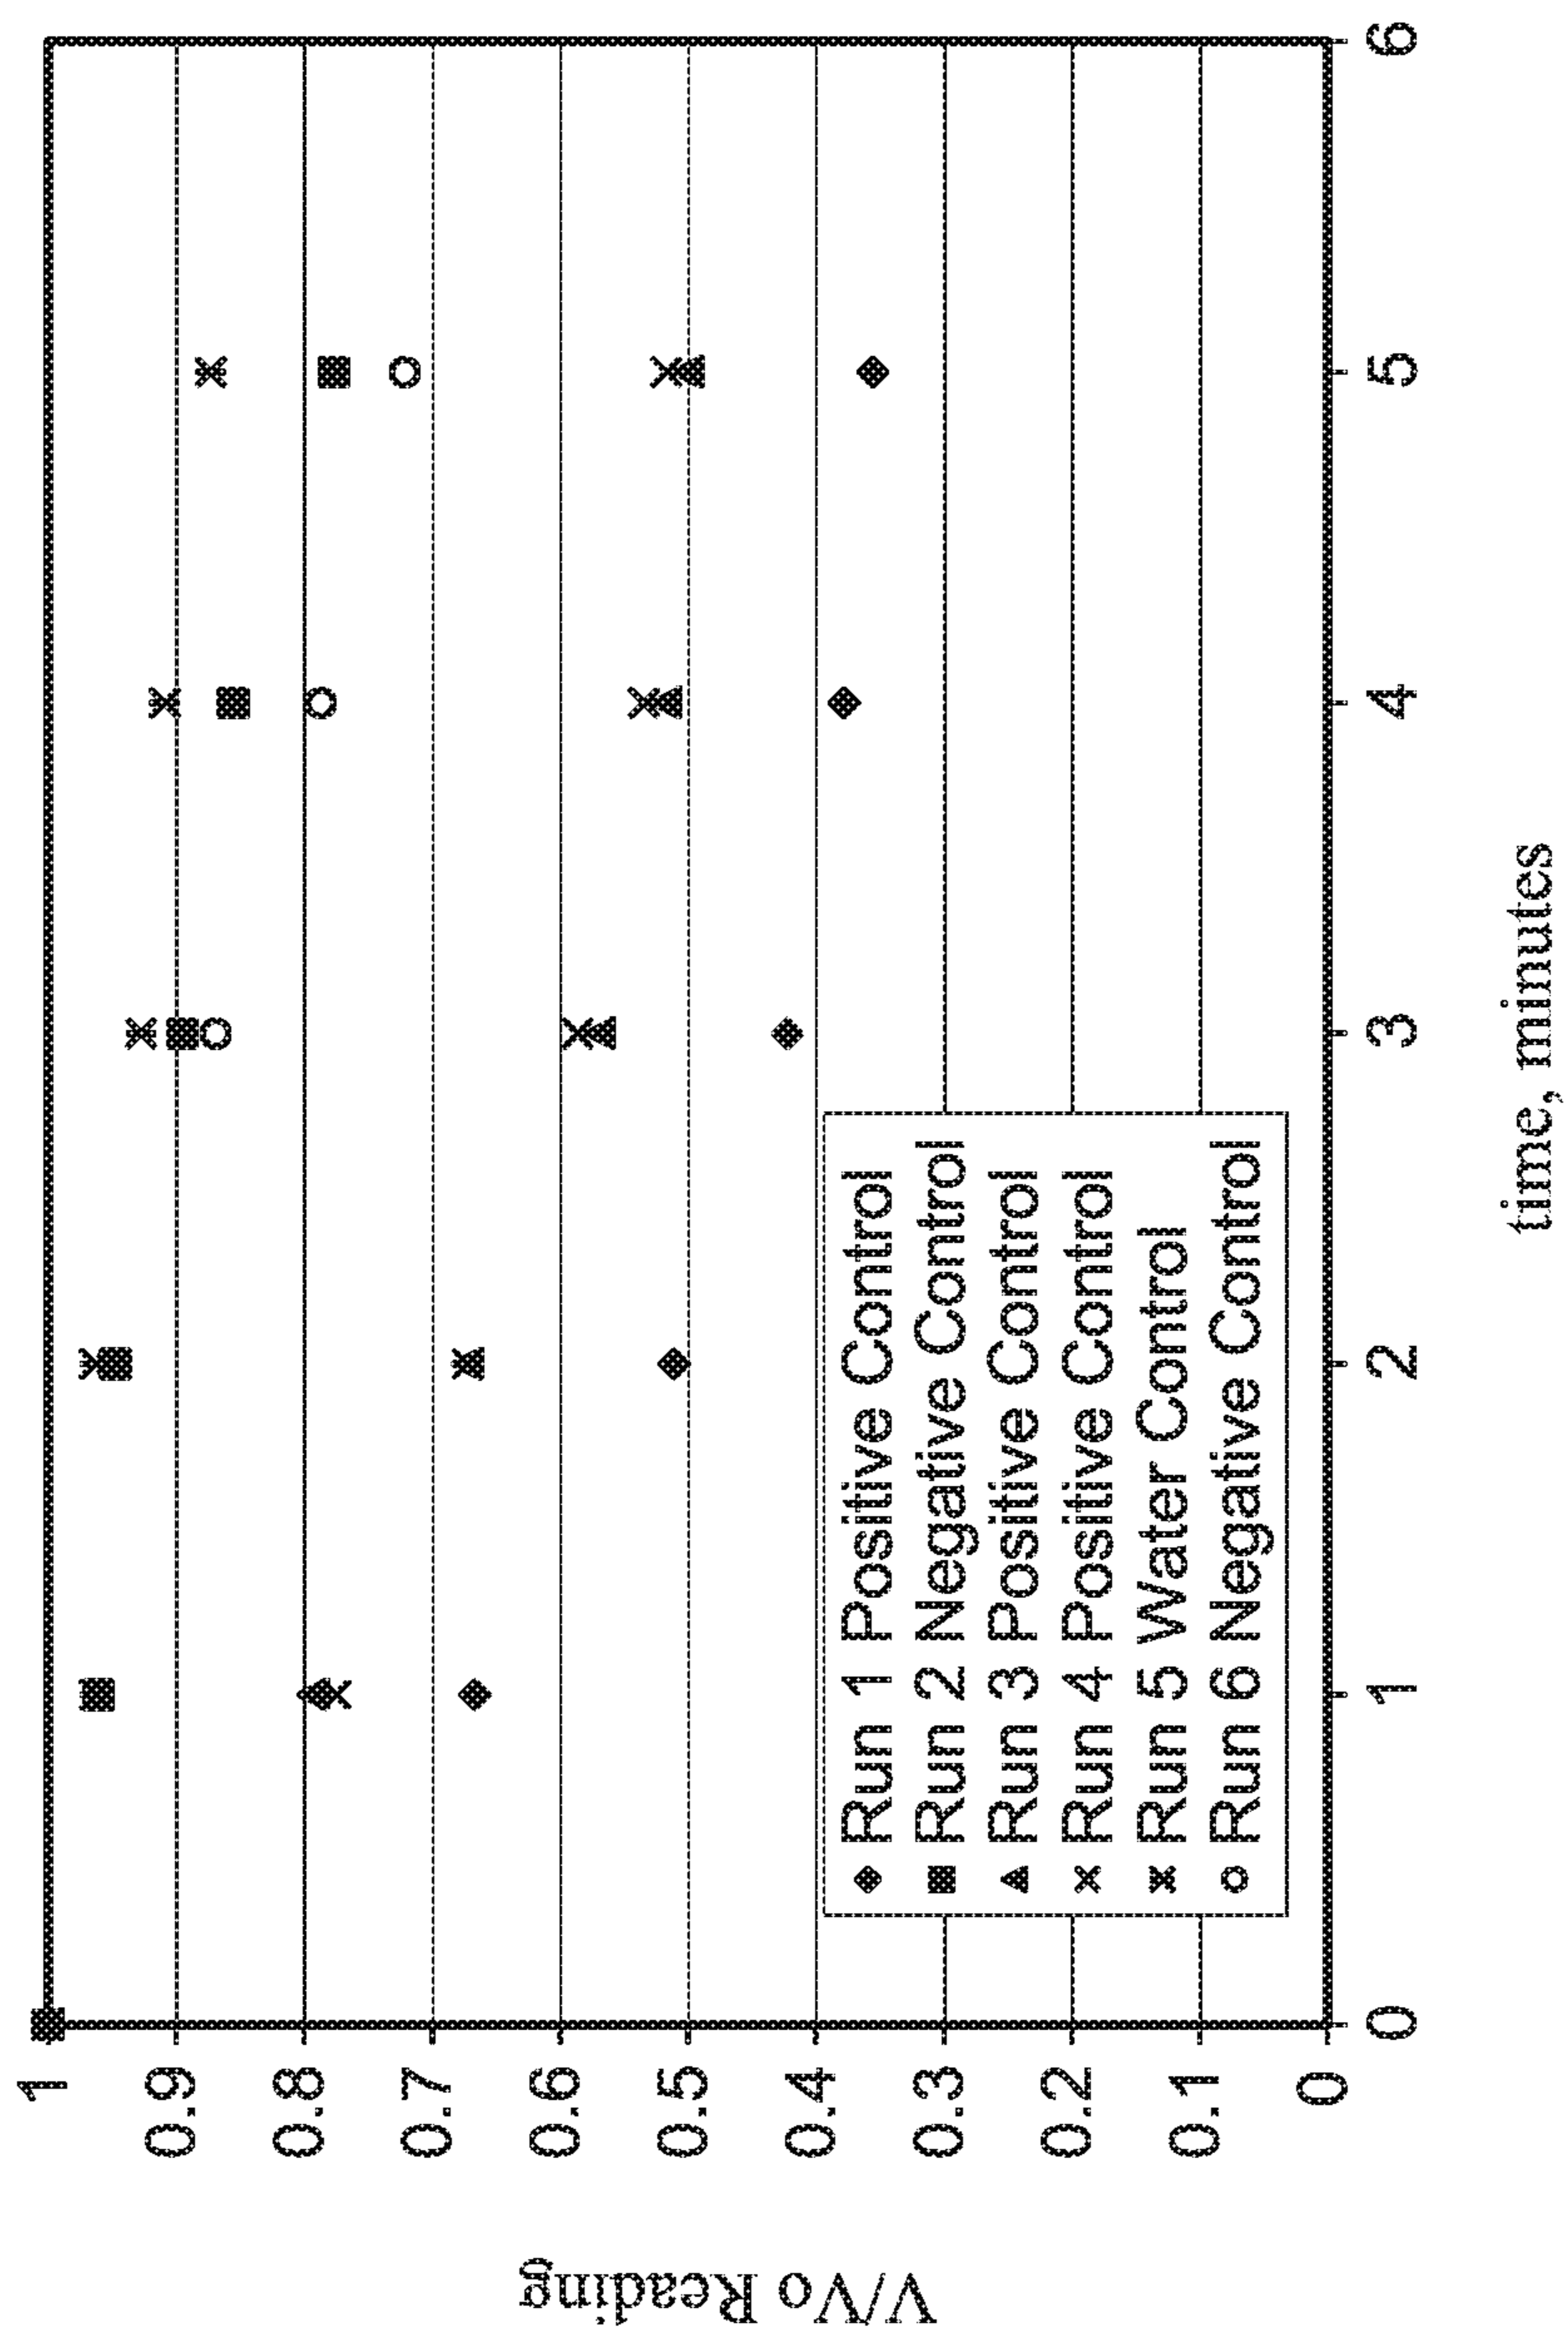 V/Vo Reading
1
0.9
0.8
0.7
0.6
0.5
0.4
0.3
0.2
0.1
0
Run 1 Positive Control
Run 2 Negative Control
Run 3 Positive Control
Run 4 Positive Control
Run 5 Water Control
Run 6 Negative Control
0 1 2 3 4 5 6
time, minutes